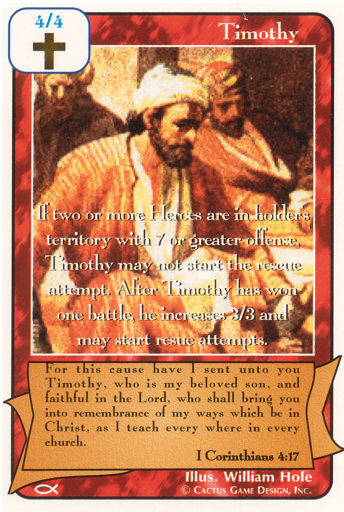 4/4
Timothy
If two or more Heroes are in holder's
territory with 7 or greater offense,
Timothy may not start the rescue
attempt. After Timothy has won
one battle, he increases 3/3 and
may start resue attempts.
For this cause have I sent unto you
Timothy, who is my beloved son, and
faithful in the Lord, who shall bring you
into remembrance of my ways which be in
Christ, as I teach every where in every
church.
I Corinthians 4:17
Illus. William Hole
© Cactus Game Design, Inc.